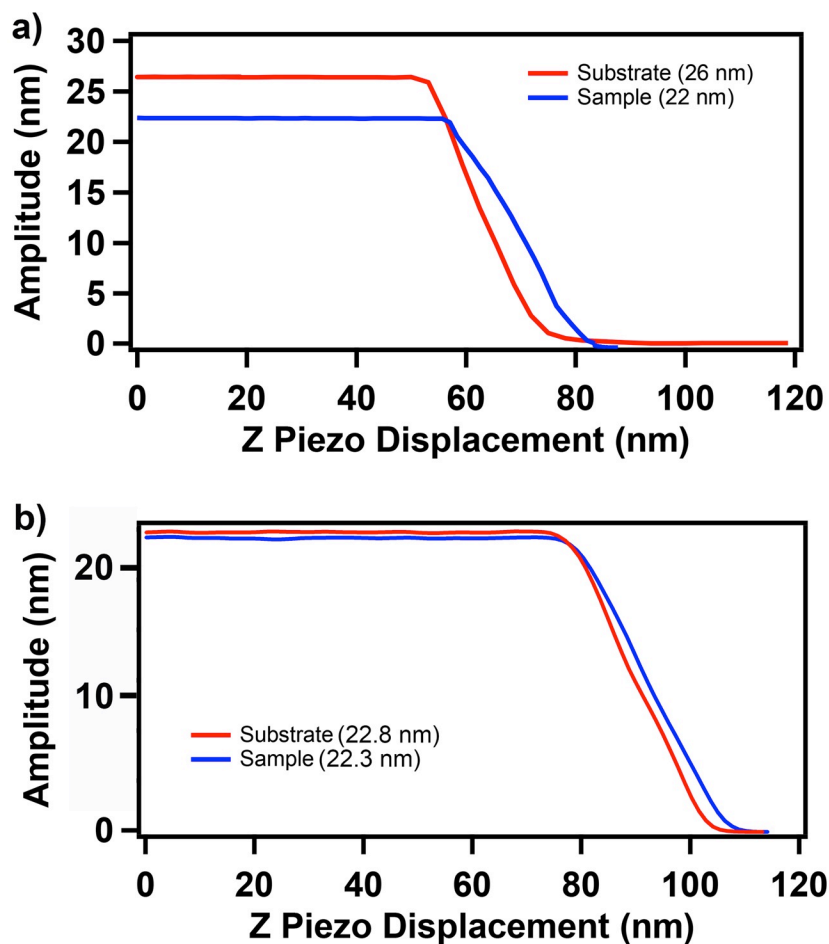 a)
30
25
20
15
10
5
0
Amplitude (nm)
Substrate (26 nm)
Sample (22 nm)
0 20 40 60 80 100 120
Z Piezo Displacement (nm)
b)
20
10
0
Amplitude (nm)
Substrate (22.8 nm)
Sample (22.3 nm)
0 20 40 60 80 100 120
Z Piezo Displacement (nm)